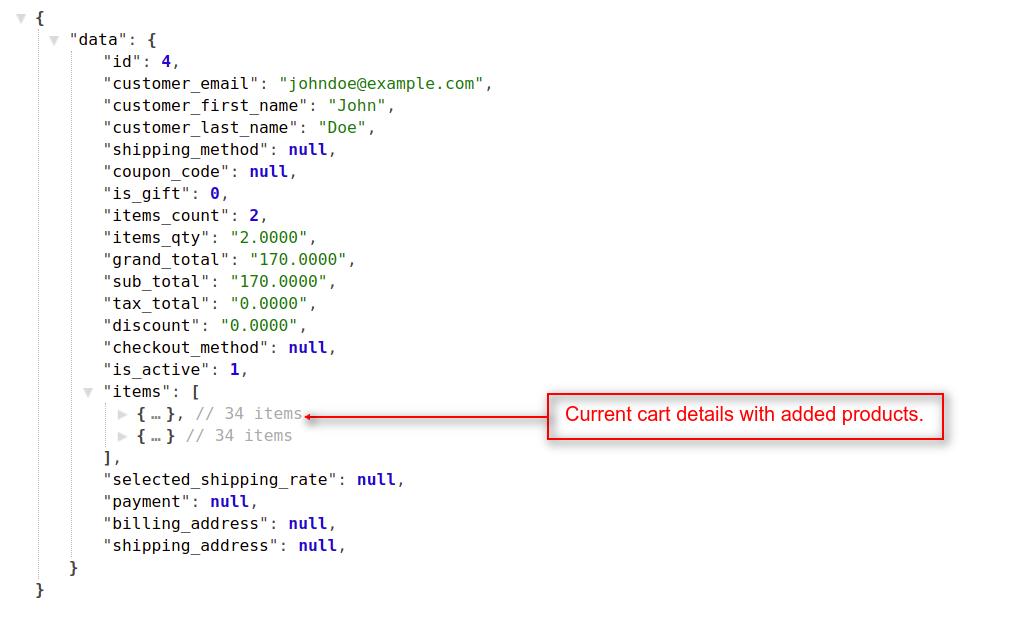 {
"data": {
"id": 4,
"customer_email": "johndoe@example.com",
"customer_first_name": "John",
"customer_last_name": "Doe",
"shipping_method": null,
"coupon_code": null,
"is_gift": 0,
"items_count": 2,
"items_qty": "2.0000",
"grand_total": "170.0000",
"sub_total": "170.0000",
"tax_total": "0.0000",
"discount": "0.0000",
"checkout_method": null,
"is_active": 1,
"items": [
{…}, // 34 items
Current cart details with added products.
{…} // 34 items
],
"selected_shipping_rate": null,
"payment": null,
"billing_address": null,
"shipping_address": null,
}
}